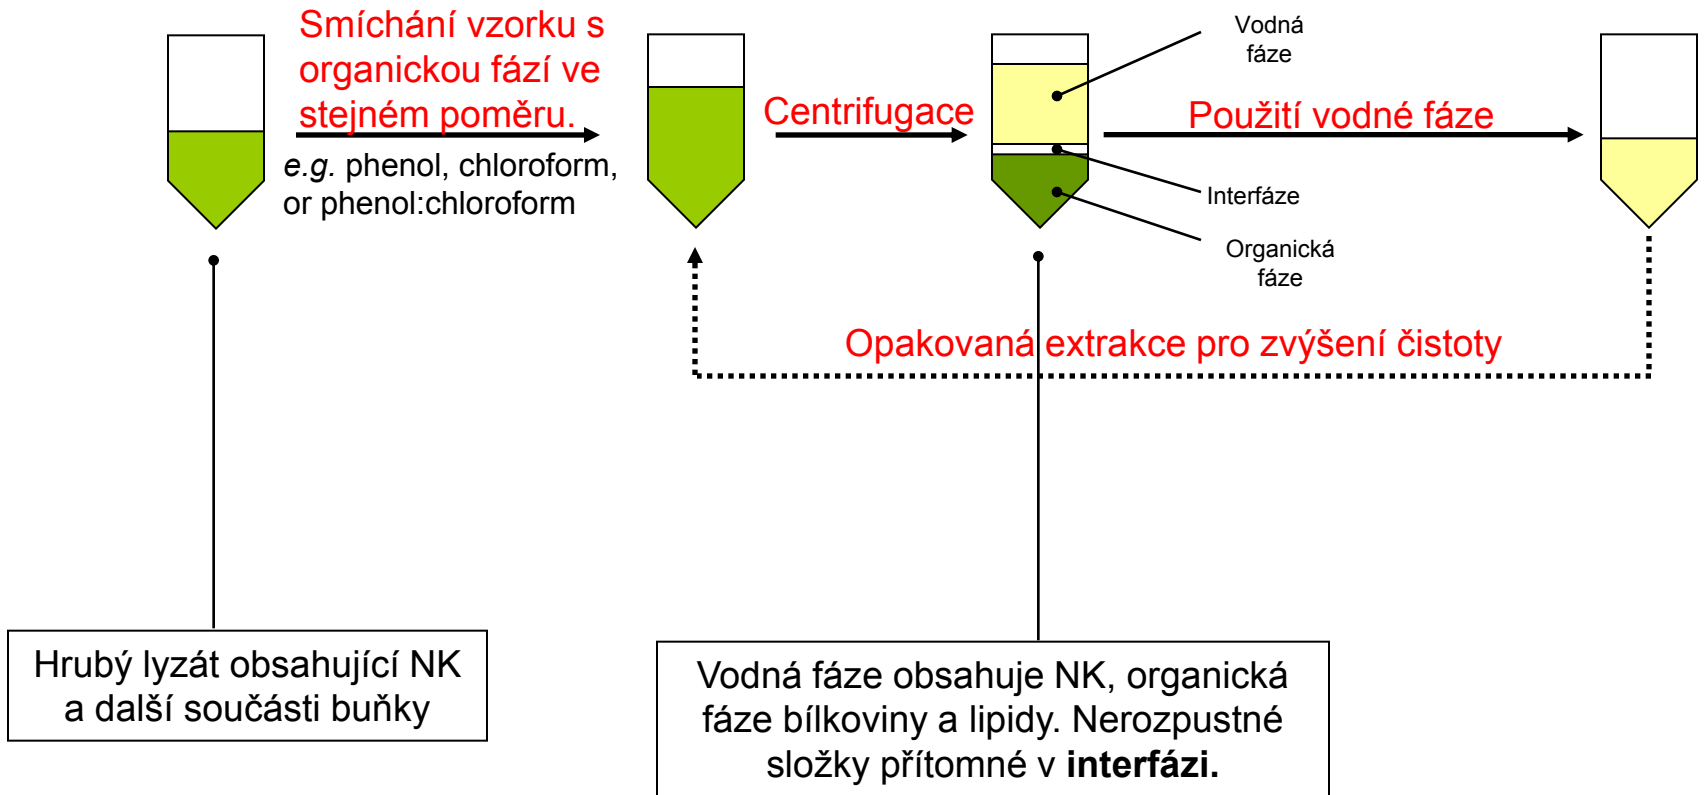 Smíchání vzorku s
organickou fází ve
stejném poměru.
e.g. phenol, chloroform,
or phenol:chloroform
Centrifugace
Vodná
fáze
Interfáze
Organická
fáze
Použití vodné fáze
Opakovaná extrakce pro zvýšení čistoty
Hrubý lyzát obsahující NK
a další součásti buňky
Vodná fáze obsahuje NK, organická
fáze bílkoviny a lipidy. Nerozpustné
složky přítomné v interfázi.